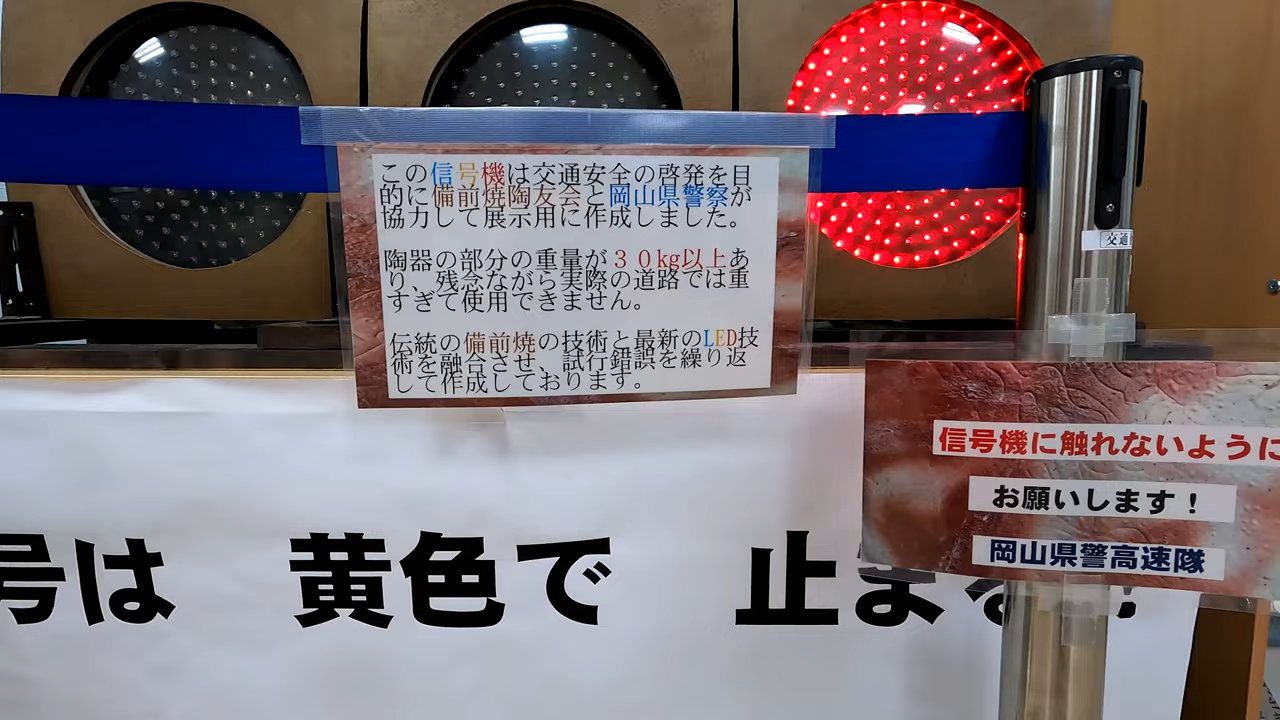 この信号機は交通安全の啓発を目
的に備前焼陶友会と岡山県警察が
協力して展示用に作成しました。
陶器の部分の重量が３０kg以上あ
り、残念ながら実際の道路では重
すぎて使用できません。
伝統の備前焼の技術と最新のLED技
術を融合させ、試行錯誤を繰り返
して作成しております。
交通
信号機に触れないように
お願いします！
岡山県警高速隊
号は　黄色で　止まる